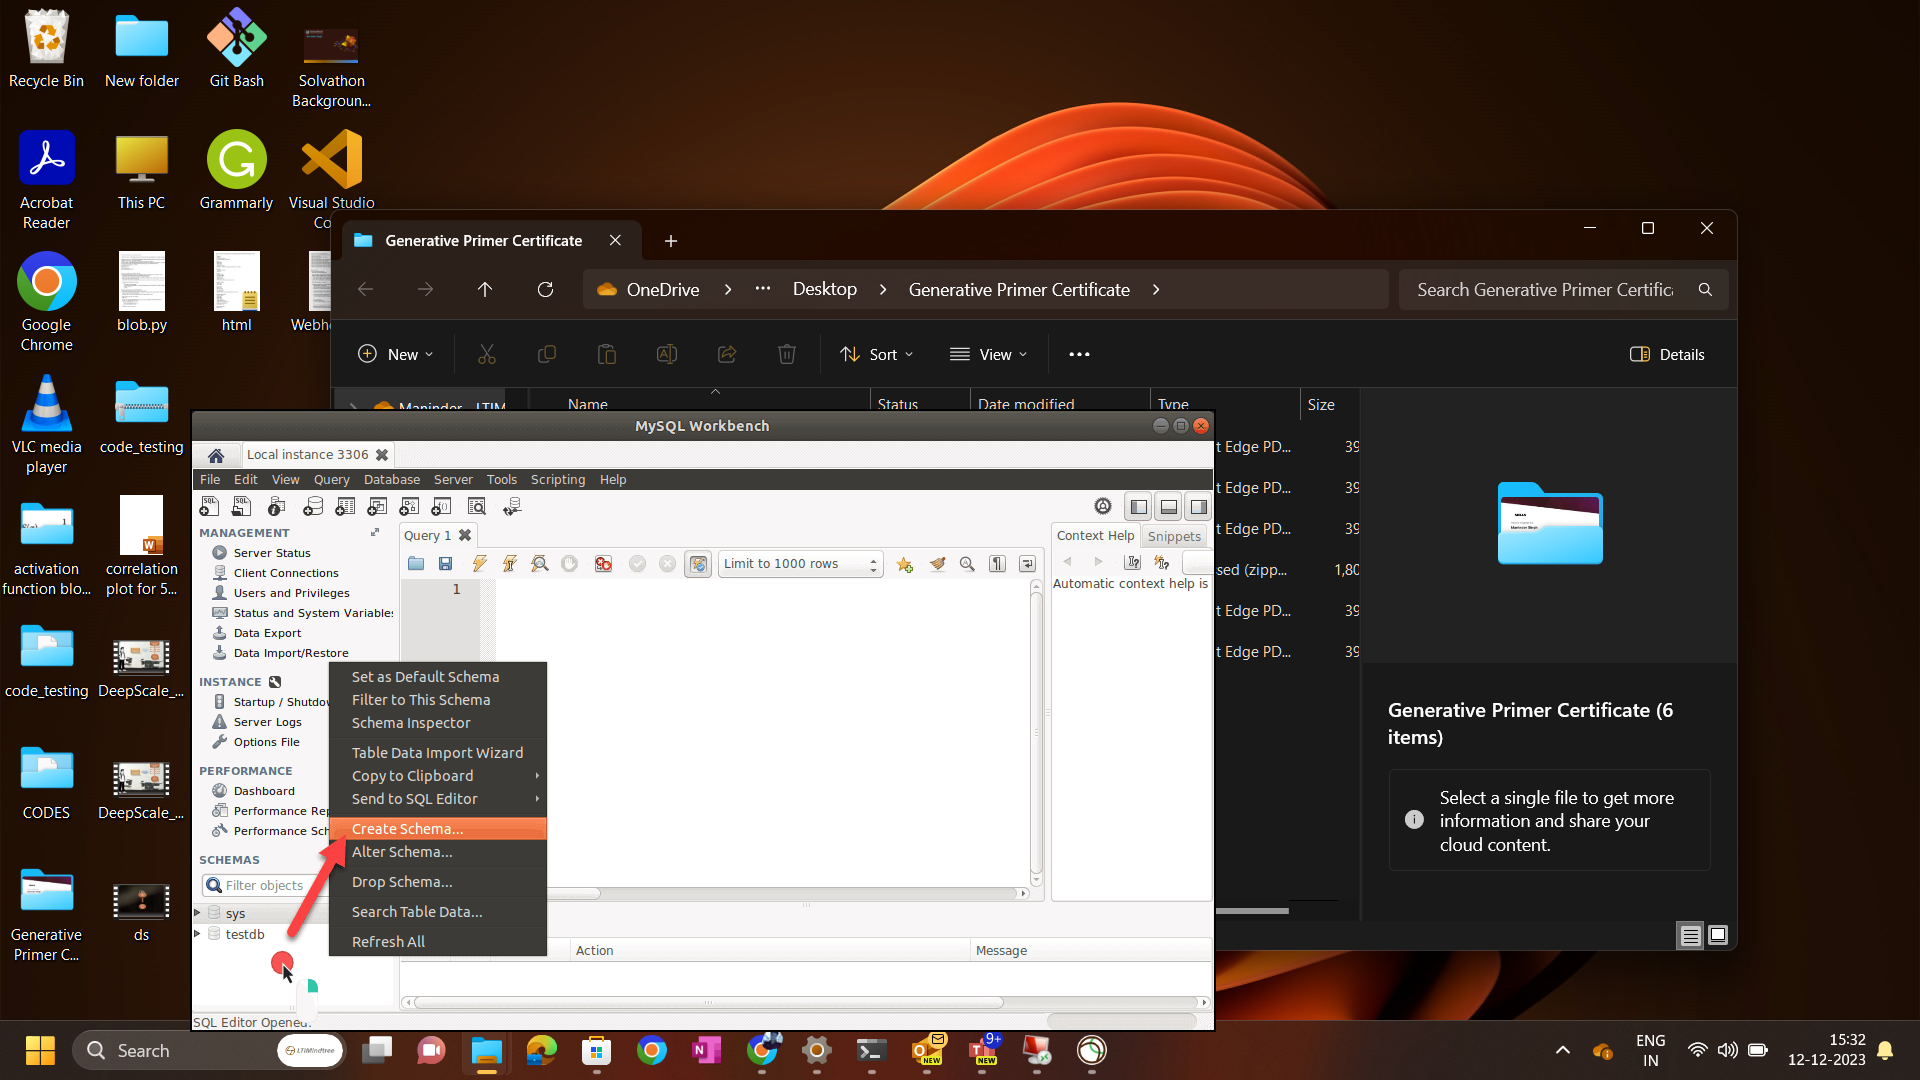 Recycle Bin
New folder
Git Bash
Solvathon
Backgroun...
Acrobat
Reader
This PC
Grammarly
Visual Studio
Co
Google
Chrome
blob.py
html
Webh
VLC media
player
code_testing
activation
function blo...
correlation
plot for 5...
code_testing
DeepScale_...
CODES
DeepScale_...
Generative
Primer C...
ds
Generative Primer Certificate
OneDrive
Desktop
Generative Primer Certificate
Search Generative Primer Certific
New
Sort
View
Details
Maninder - LTIM
Name
Status
Date modified
Type
Size
t Edge PD...
39
t Edge PD...
39
t Edge PD...
39
sed (zipp...
1,80
t Edge PD...
39
t Edge PD...
39
Generative Primer Certificate (6
items)
Select a single file to get more
information and share your
cloud content.
MySQL Workbench
Local instance 3306
File Edit View Query Database Server Tools Scripting Help
MANAGEMENT
Server Status
Client Connections
Users and Privileges
Status and System Variables
Data Export
Data Import/Restore
INSTANCE
Startup / Shutdow
Server Logs
Options File
PERFORMANCE
Dashboard
Performance Rep
Performance Sch
SCHEMAS
Filter objects
sys
testdb
Query 1
Limit to 1000 rows
1
Context Help
Snippets
Automatic context help is
Set as Default Schema
Filter to This Schema
Schema Inspector
Table Data Import Wizard
Copy to Clipboard
Send to SQL Editor
Create Schema...
Alter Schema...
Drop Schema...
Search Table Data...
Refresh All
Action
Message
SQL Editor Opened.
Search
LTIMindtree
NEW
9+
NEW
ENG
IN
15:32
12-12-2023